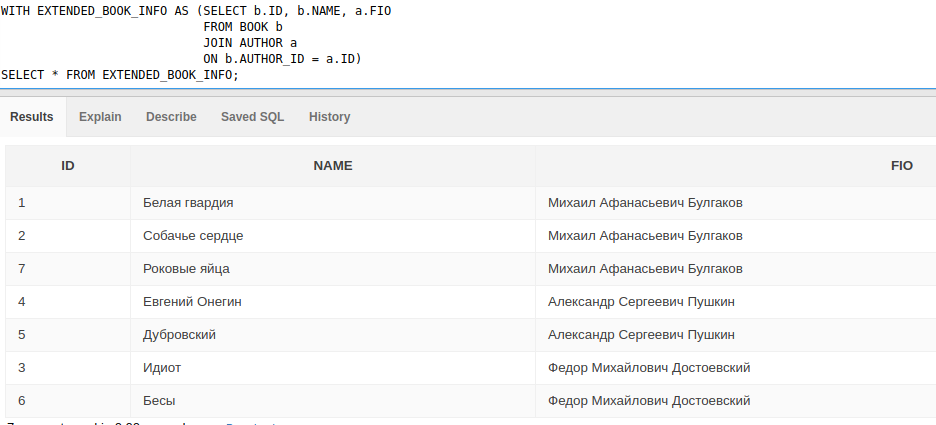 WITH EXTENDED_BOOK_INFO AS (SELECT b.ID, b.NAME, a.FIO
FROM BOOK b
JOIN AUTHOR a
ON b.AUTHOR_ID = a.ID)
SELECT * FROM EXTENDED_BOOK_INFO;
Results Explain Describe Saved SQL History
ID NAME FIO
1 Белая гвардия Михаил Афанасьевич Булгаков
2 Собачье сердце Михаил Афанасьевич Булгаков
7 Роковые яйца Михаил Афанасьевич Булгаков
4 Евгений Онегин Александр Сергеевич Пушкин
5 Дубровский Александр Сергеевич Пушкин
3 Идиот Федор Михайлович Достоевский
6 Бесы Федор Михайлович Достоевский